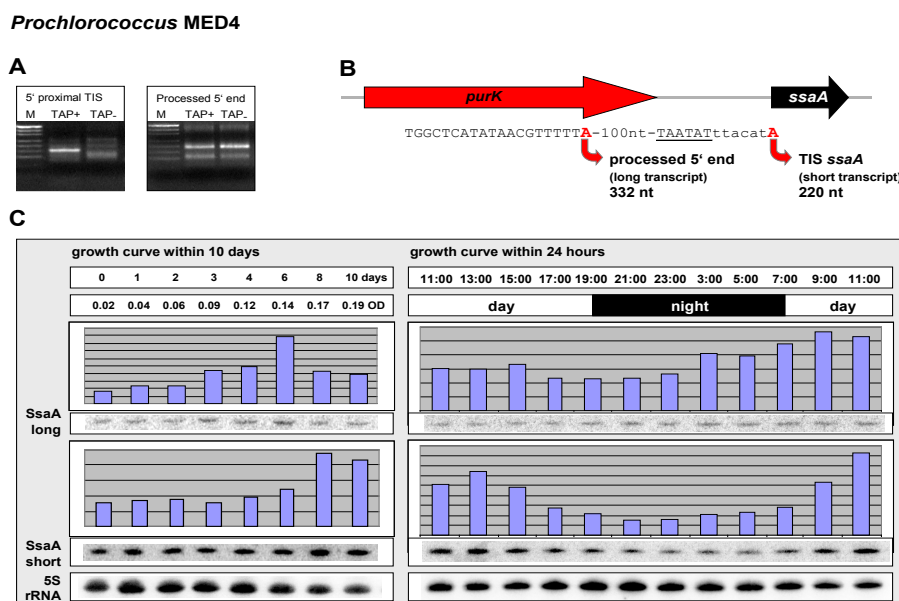 Prochlorococcus MED4
A
5‘ proximal TIS
M TAP+ TAP-
Processed 5‘ end
M TAP+ TAP-
B
purK
ssaA
TGGCTCATATAACGTTTTTA-100nt-TAATATttacatA
processed 5‘ end
(long transcript)
332 nt
TIS ssaA
(short transcript)
220 nt
C
growth curve within 10 days
0 1 2 3 4 6 8 10 days
0.02 0.04 0.06 0.09 0.12 0.14 0.17 0.19 OD
growth curve within 24 hours
11:00 13:00 15:00 17:00 19:00 21:00 23:00 3:00 5:00 7:00 9:00 11:00
day night day
SsaA
long
SsaA
short
5S
rRNA